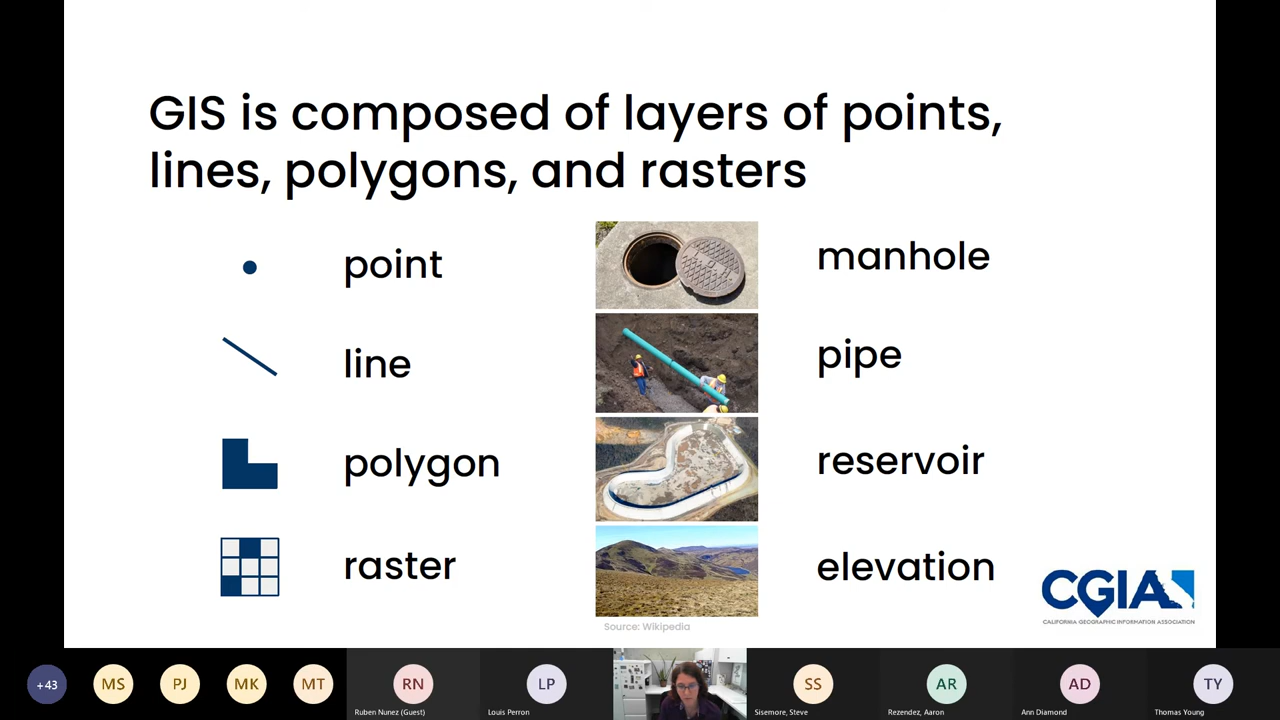 GIS is composed of layers of points,
lines, polygons, and rasters
point
manhole
line
pipe
polygon
reservoir
raster
elevation
CGIA
CALIFORNIA GEOGRAPHIC INFORMATION ASSOCIATION
Source: Wikipedia
+43
MS
PJ
MK
MT
RN
LP
SS
AR
AD
TY
Ruben Nunez (Guest)
Louis Perron
Sisemore, Steve
Rezendez, Aaron
Ann Diamond
Thomas Young